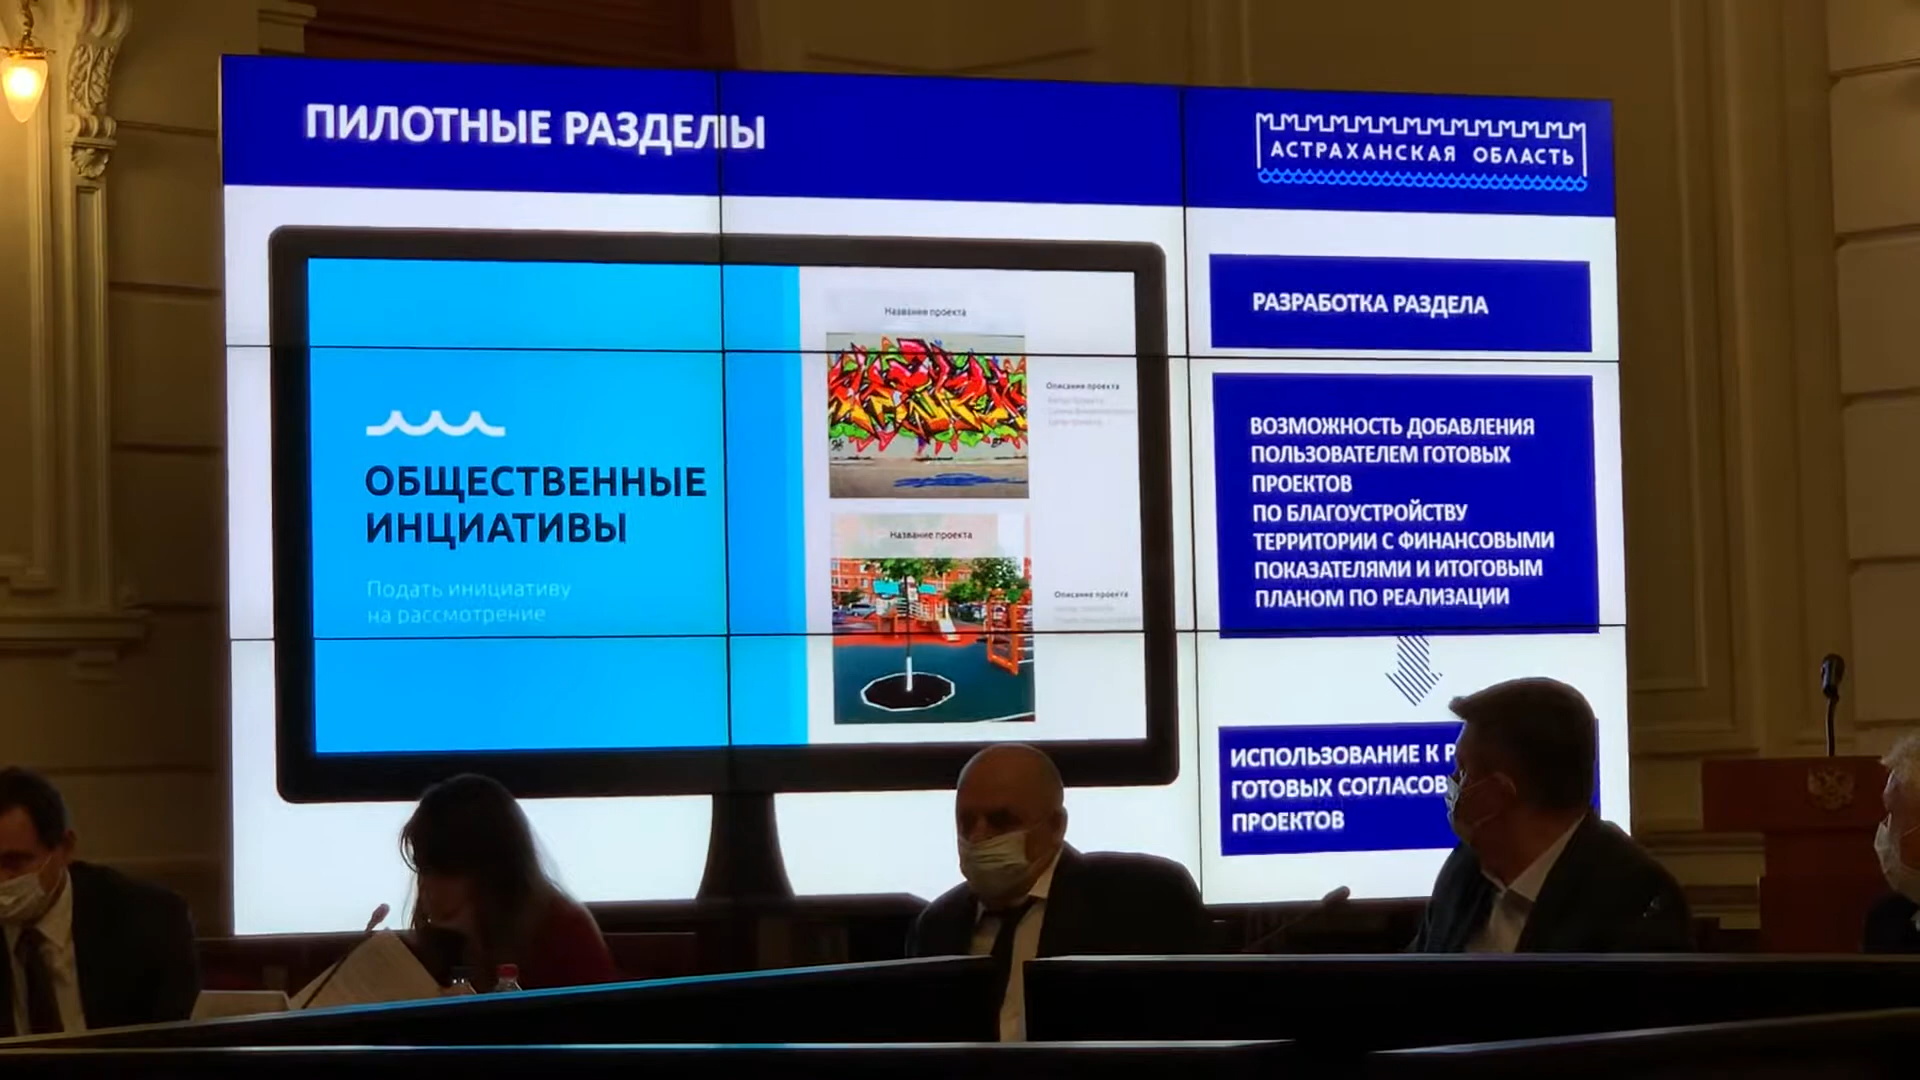 ПИЛОТНЫЕ РАЗДЕЛЫ
АСТРАХАНСКАЯ ОБЛАСТЬ
ОБЩЕСТВЕННЫЕ
ИНЦИАТИВЫ
Подать инициативу
на рассмотрение
Название проекта
Описание проекта
Название проекта
Описание проекта
РАЗРАБОТКА РАЗДЕЛА
ВОЗМОЖНОСТЬ ДОБАВЛЕНИЯ
ПОЛЬЗОВАТЕЛЕМ ГОТОВЫХ
ПРОЕКТОВ
ПО БЛАГОУСТРОЙСТВУ
ТЕРРИТОРИИ С ФИНАНСОВЫМИ
ПОКАЗАТЕЛЯМИ И ИТОГОВЫМ
ПЛАНОМ ПО РЕАЛИЗАЦИИ
ИСПОЛЬЗОВАНИЕ К
ГОТОВЫХ
ПРОЕКТОВ